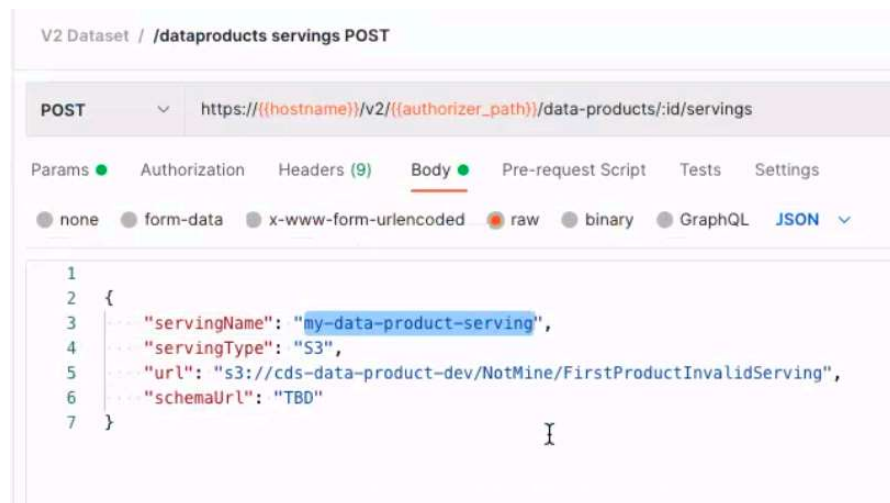 V2 Dataset / /dataproducts servings POST
POST https://{{hostname}}/v2/{{authorizer_path}}/data-products/:id/servings
Params Authorization Headers (9) Body Pre-request Script Tests Settings
none form-data x-www-form-urlencoded raw binary GraphQL JSON
1
2 {
3 "servingName": "my-data-product-serving",
4 "servingType": "S3",
5 "url": "s3://cds-data-product-dev/NotMine/FirstProductInvalidServing",
6 "schemaUrl": "TBD"
7 }